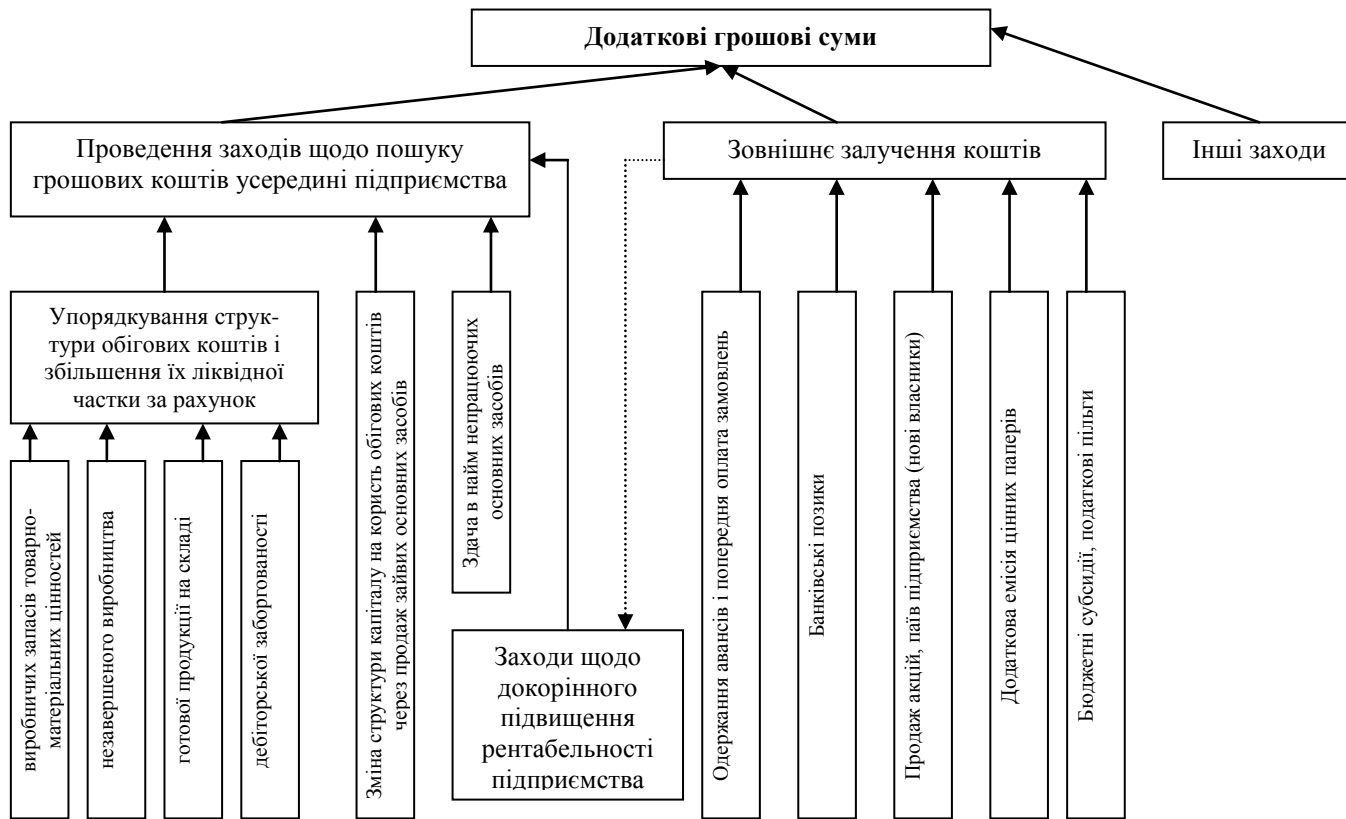 Додаткові грошові суми
Проведення заходів щодо пошуку
грошових коштів усередині підприємства
Зовнішнє залучення коштів
Інші заходи
Упорядкування струк-
тури обігових коштів і
збільшення їх ліквідної
частки за рахунок
виробничих запасів товарно-
матеріальних цінностей
незавершеного виробництва
готової продукції на складі
дебіторської заборгованості
Зміна структури капіталу на користь обігових коштів
через продаж зайвих основних засобів
Здача в найм непрацюючих
основних засобів
Заходи щодо
докорінного
підвищення
рентабельності
підприємства
Одержання авансів і попередня оплата замовлень
Банківські позики
Продаж акцій, паїв підприємства (нові власники)
Додаткова емісія цінних паперів
Бюджетні субсидії, податкові пільги